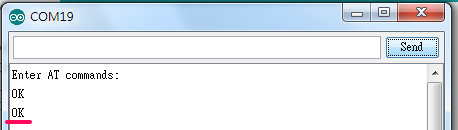 COM19
Send
Enter AT commands:
OK
OK